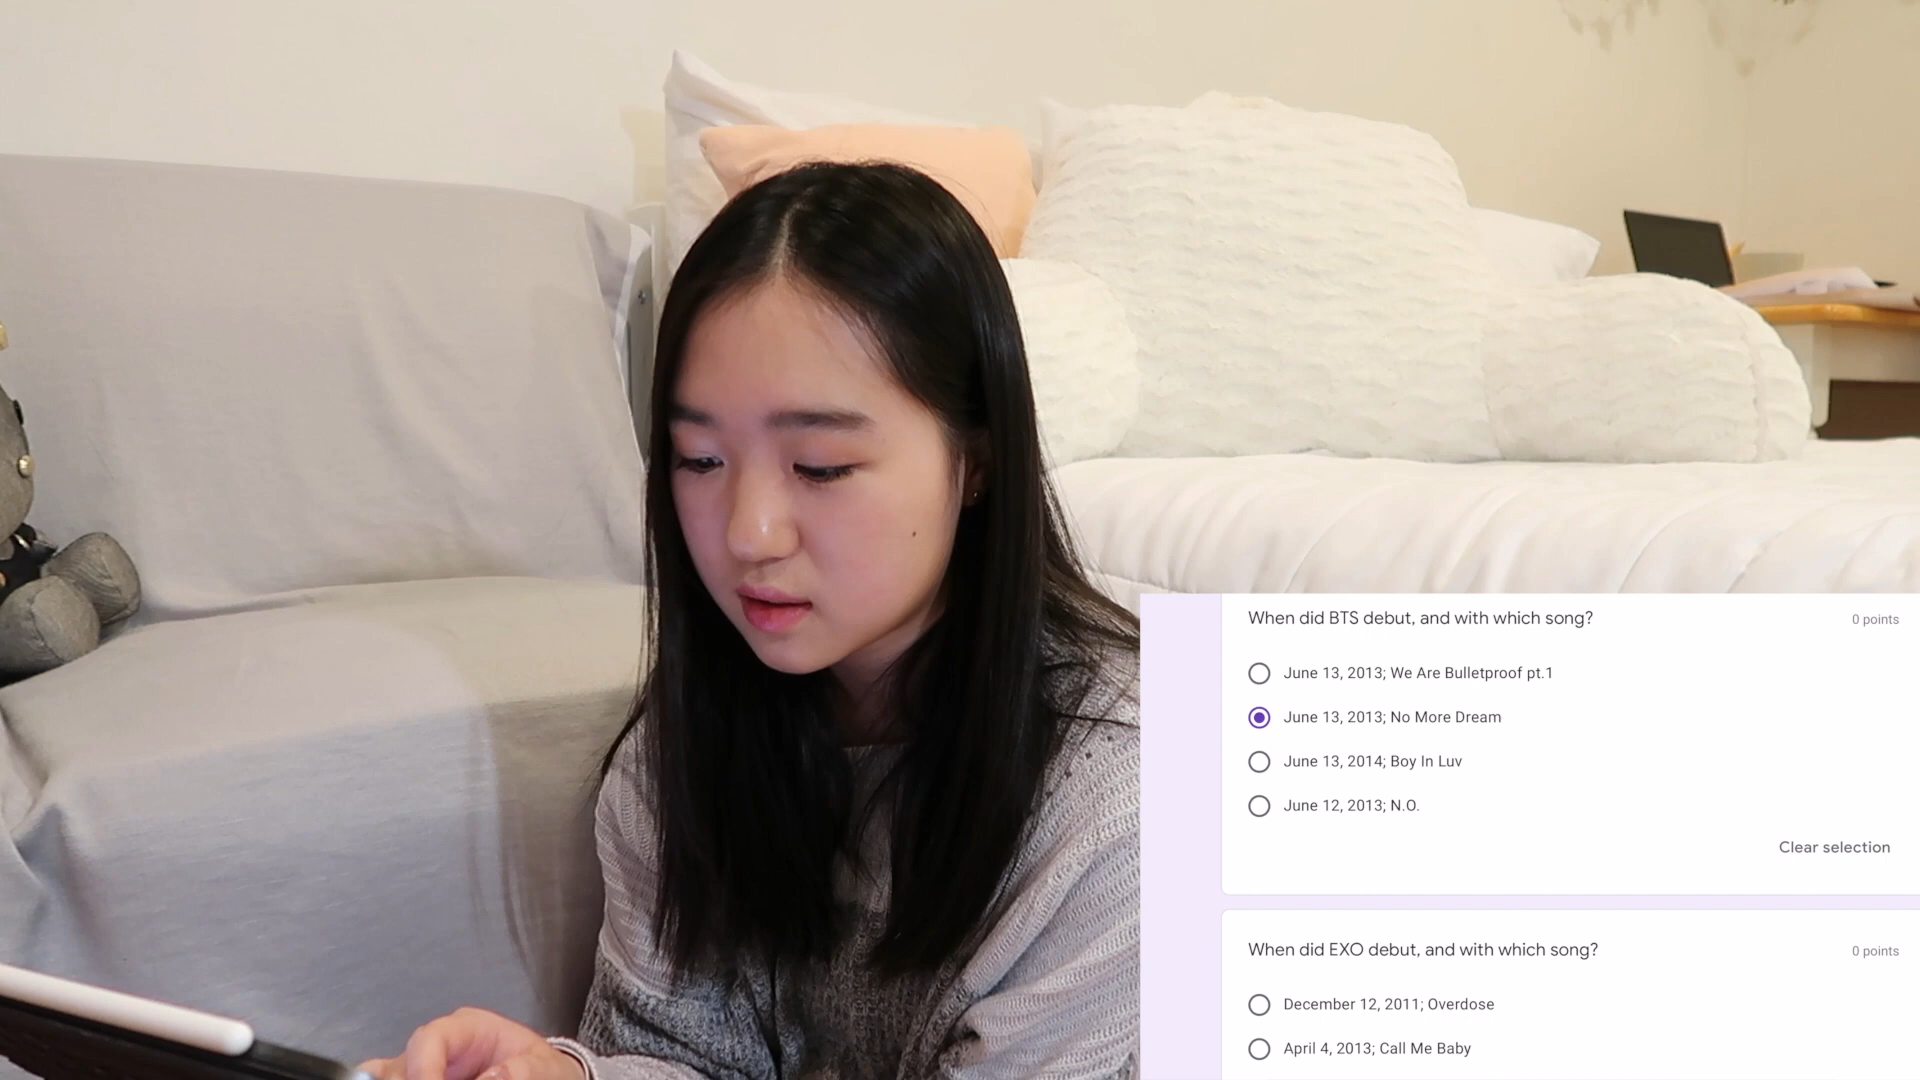 When did BTS debut, and with which song?
0 points
June 13, 2013; We Are Bulletproof pt.1
June 13, 2013; No More Dream
June 13, 2014; Boy In Luv
June 12, 2013; N.O.
Clear selection
When did EXO debut, and with which song?
0 points
December 12, 2011; Overdose
April 4, 2013; Call Me Baby